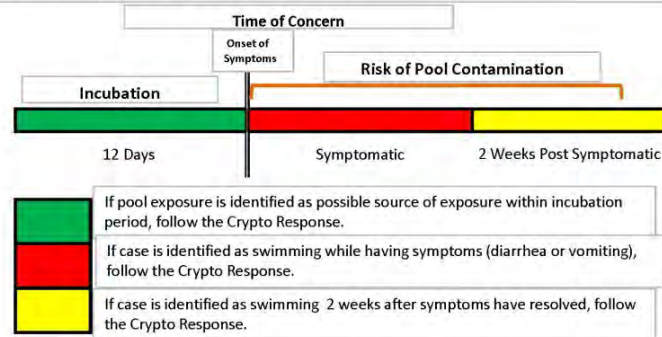 Time of Concern
Onset of
Symptoms
Risk of Pool Contamination
Incubation
12 Days
Symptomatic
2 Weeks Post Symptomatic
If pool exposure is identified as possible source of exposure within incubation
period, follow the Crypto Response.
If case is identified as swimming while having symptoms (diarrhea or vomiting),
follow the Crypto Response.
If case is identified as swimming 2 weeks after symptoms have resolved, follow
the Crypto Response.